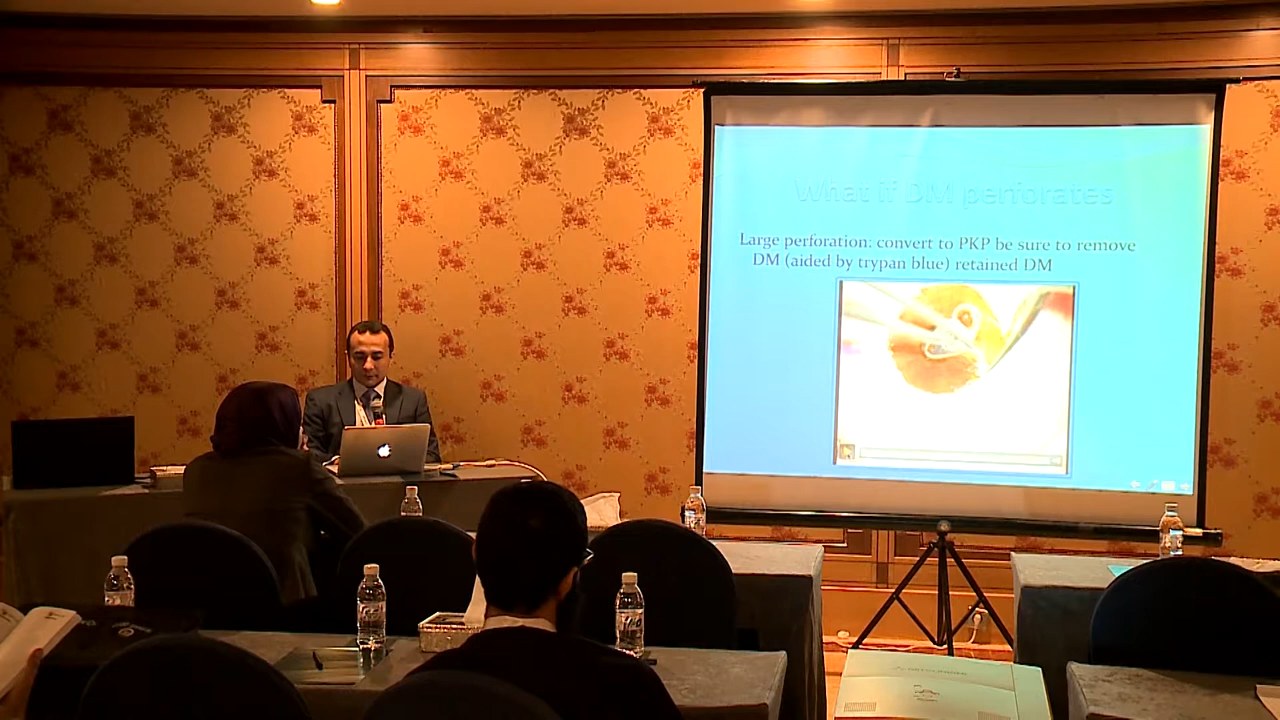 What if DM perforates
Large perforation: convert to PKP be sure to remove
DM (aided by trypan blue) retained DM